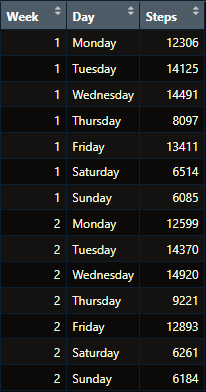 Week Day Steps
1 Monday 12306
1 Tuesday 14125
1 Wednesday 14491
1 Thursday 8097
1 Friday 13411
1 Saturday 6514
1 Sunday 6085
2 Monday 12599
2 Tuesday 14370
2 Wednesday 14920
2 Thursday 9221
2 Friday 12893
2 Saturday 6261
2 Sunday 6184